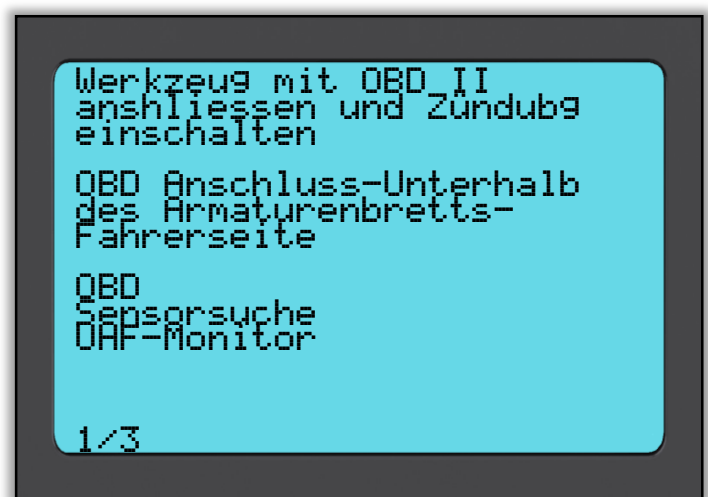 Werkzeug mit OBD II
anshliessen und Zündubg
einschalten
OBD Anschluss-Unterhalb
des Armaturenbretts-
Fahrerseite
OBD
Sensorsuche
OAF-Monitor
1/3